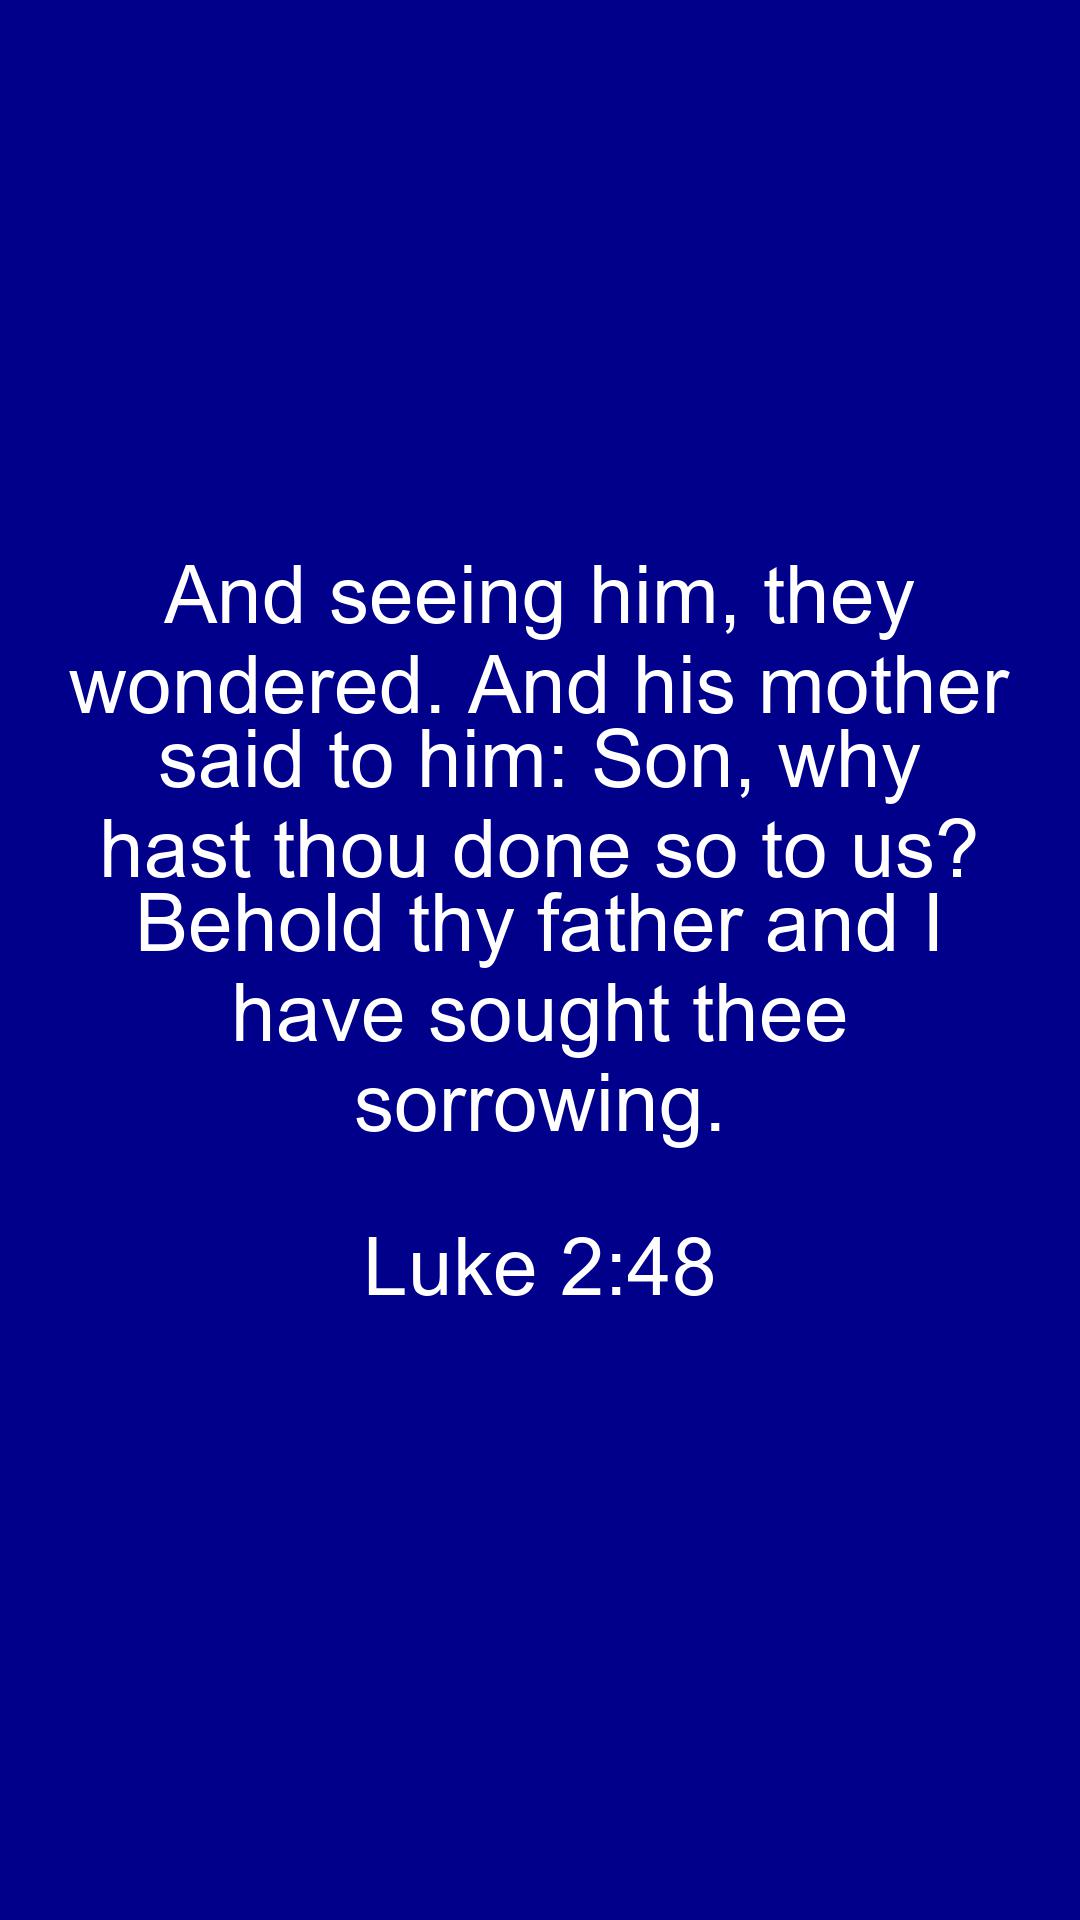 And seeing him, they
wondered. And his mother
said to him: Son, why
hast thou done so to us?
Behold thy father and I
have sought thee
sorrowing.
Luke 2:48